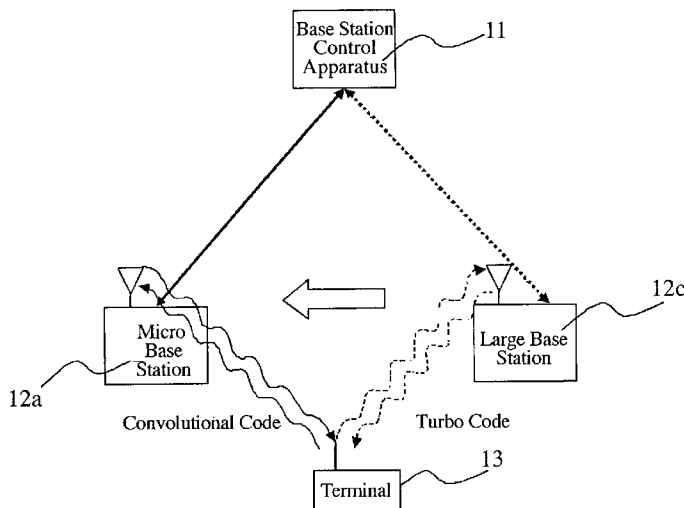 Base Station
Control
Apparatus
11
Micro
Base
Station
12a
Large Base
Station
12c
Convolutional Code
Turbo Code
Terminal
13